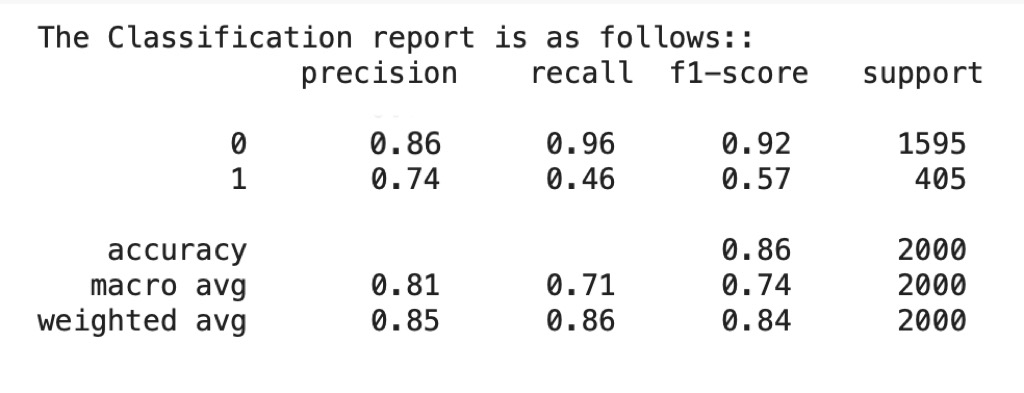 The Classification report is as follows::
precision recall f1-score support
0 0.86 0.96 0.92 1595
1 0.74 0.46 0.57 405
accuracy 0.86 2000
macro avg 0.81 0.71 0.74 2000
weighted avg 0.85 0.86 0.84 2000